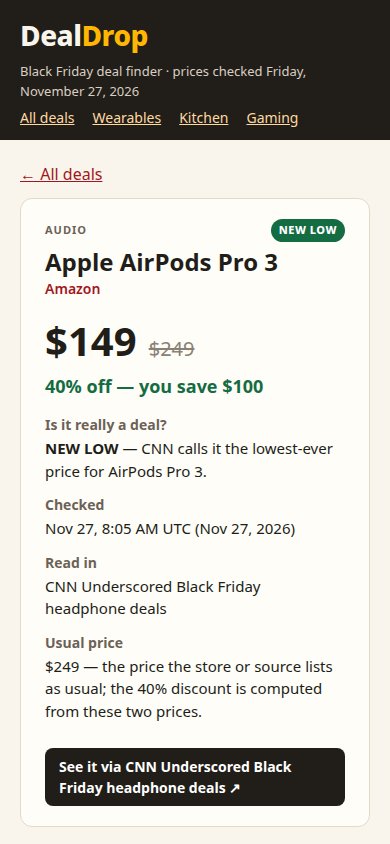 DealDrop
Black Friday deal finder · prices checked Friday,
November 27, 2026
All deals Wearables Kitchen Gaming
← All deals
AUDIO NEW LOW
Apple AirPods Pro 3
Amazon
$149 $249
40% off — you save $100
Is it really a deal?
NEW LOW — CNN calls it the lowest-ever
price for AirPods Pro 3.
Checked
Nov 27, 8:05 AM UTC (Nov 27, 2026)
Read in
CNN Underscored Black Friday
headphone deals
Usual price
$249 — the price the store or source lists
as usual; the 40% discount is computed
from these two prices.
See it via CNN Underscored Black
Friday headphone deals ↗